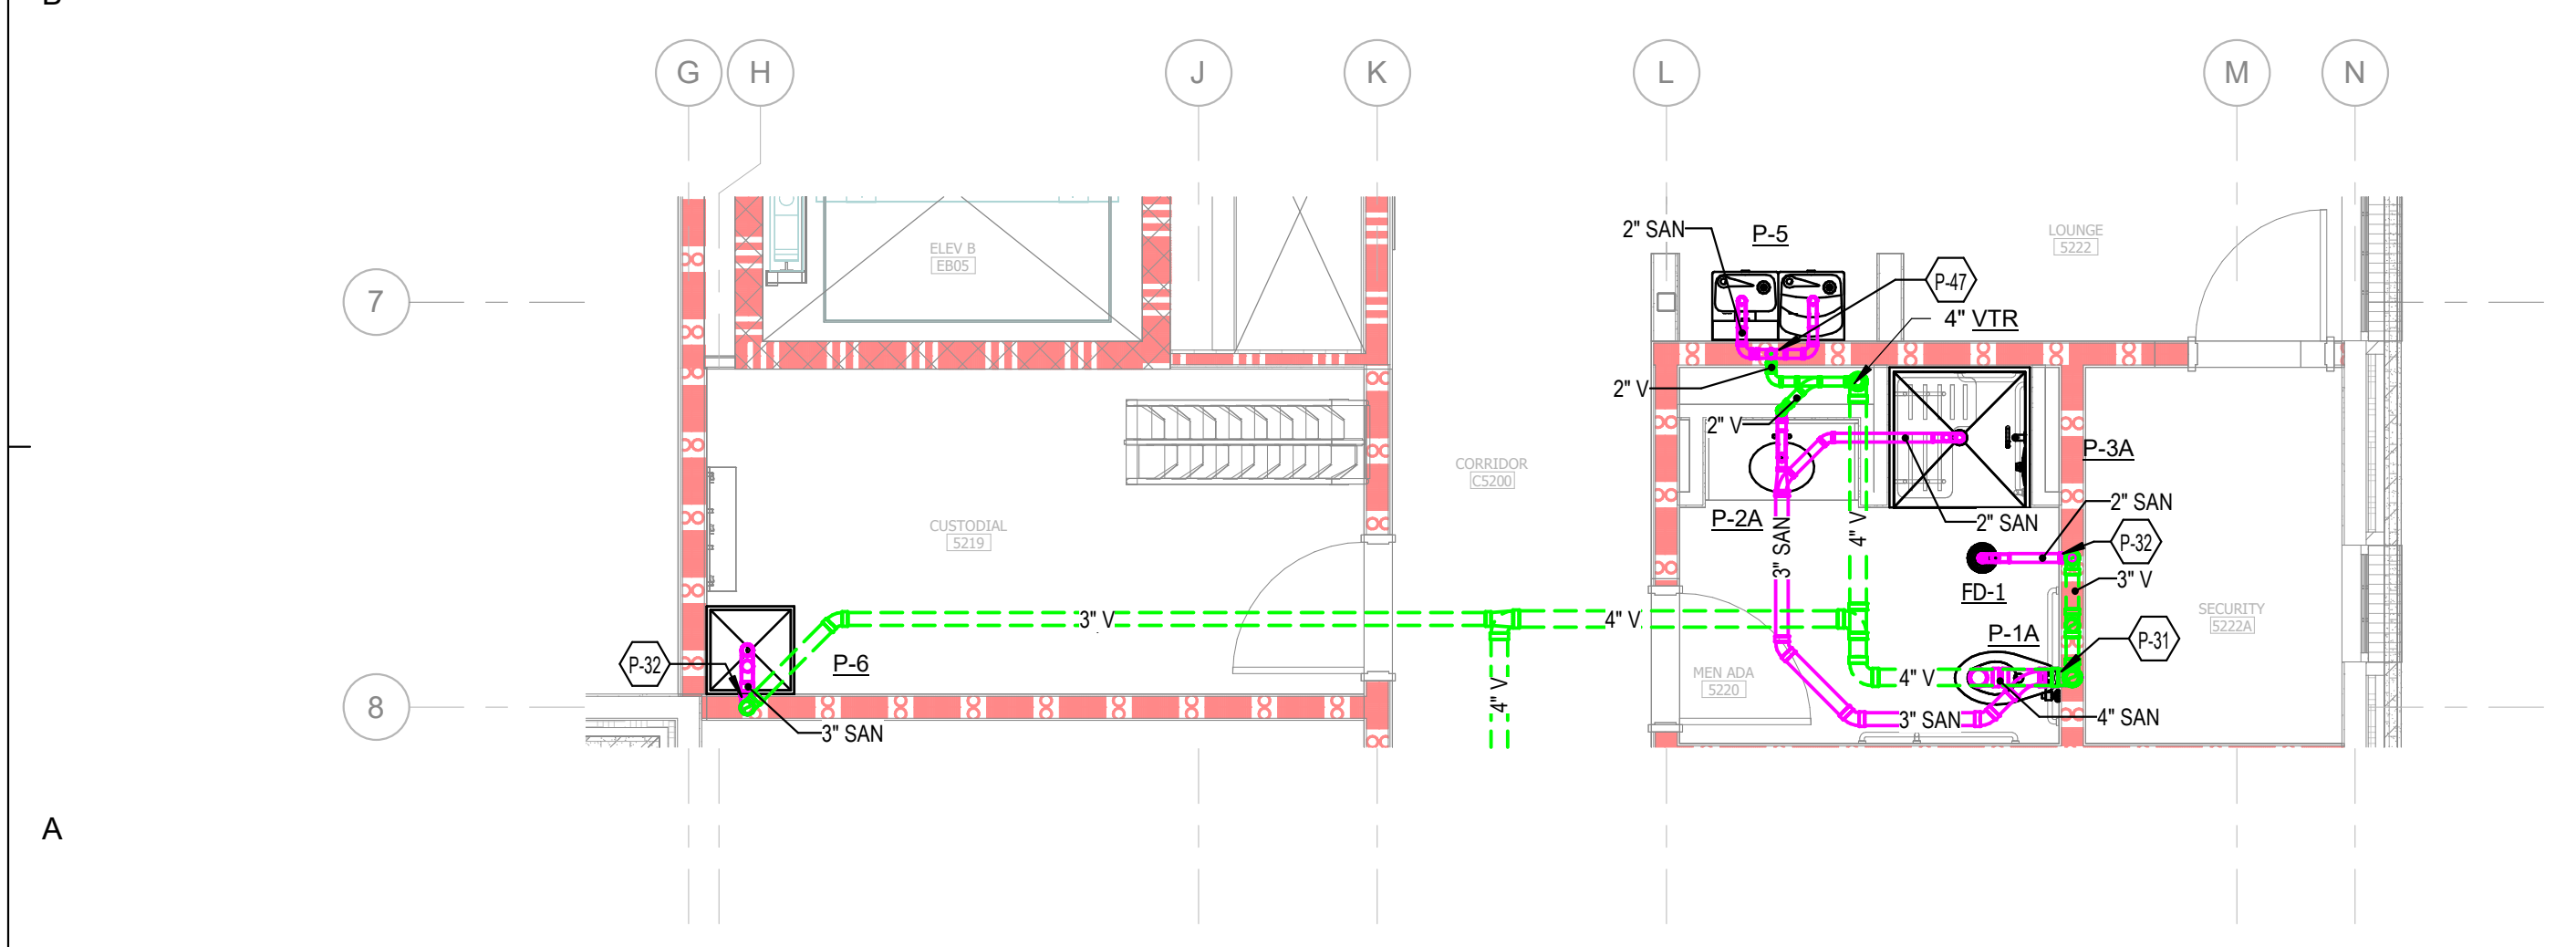 B
G
H
J
K
L
M
N
7
8
A
ELEV B
EB05
CUSTODIAL
5219
CORRIDOR
C5200
LOUNGE
5222
SECURITY
5222A
MEN ADA
5220
2" SAN
P-5
P-47
4" VTR
2" V
2" V
P-3A
P-2A
2" SAN
2" SAN
P-32
3" SAN
4" V
FD-1
3" V
3" V
4" V
P-1A
P-31
P-32
P-6
4" V
4" V
3" SAN
4" SAN
3" SAN